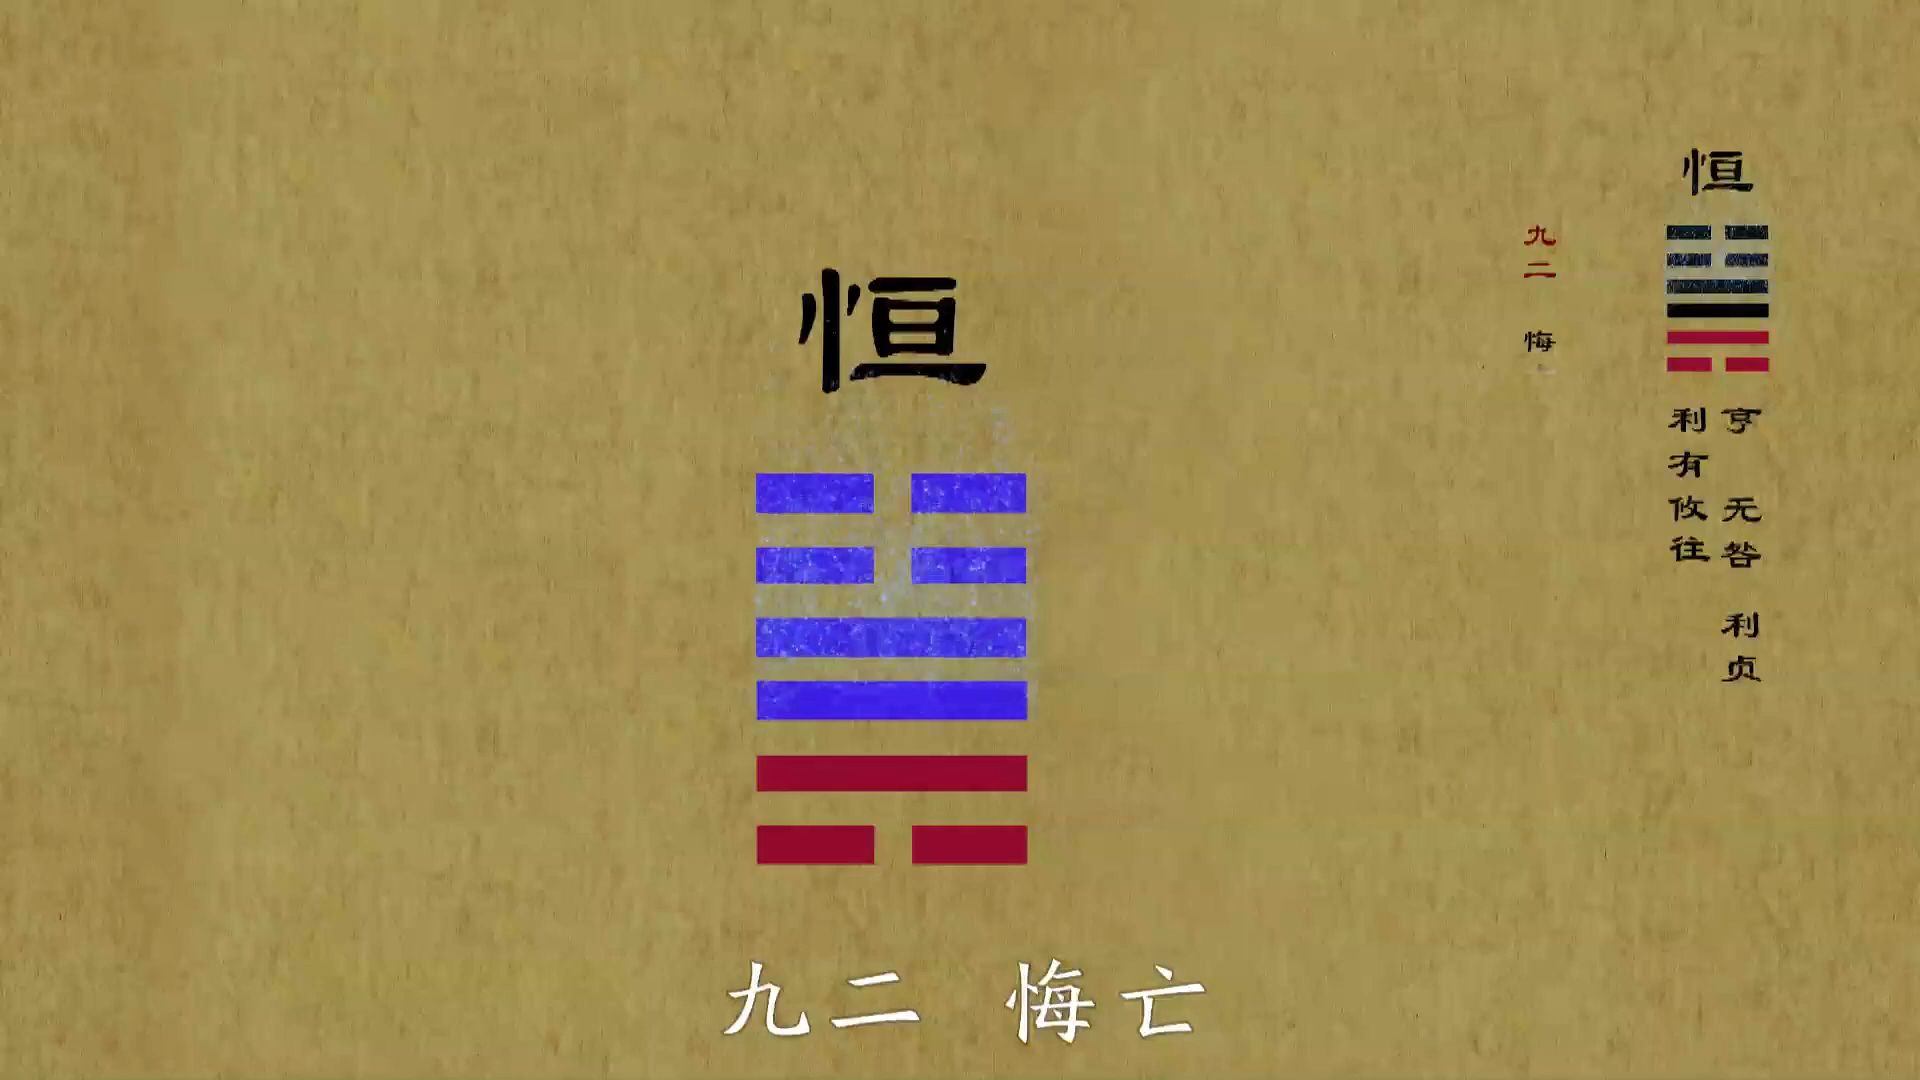 恒
恒
亨 无咎 利贞
利有攸往
九二 悔
九二 悔亡